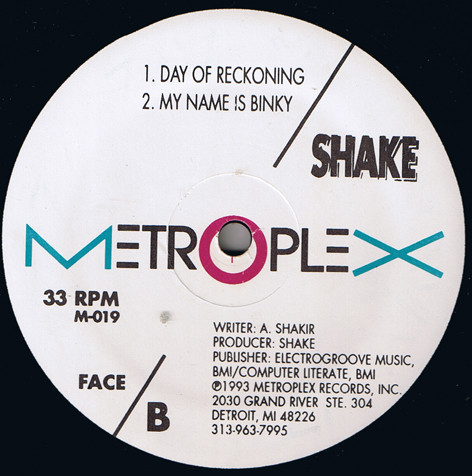 1. DAY OF RECKONING
2. MY NAME IS BINKY
SHAKE
METROPLEX
33 RPM
M-019
WRITER: A. SHAKIR
PRODUCER: SHAKE
PUBLISHER: ELECTROGROOVE MUSIC,
BMI/COMPUTER LITERATE, BMI
℗1993 METROPLEX RECORDS, INC.
2030 GRAND RIVER STE. 304
DETROIT, MI 48226
313-963-7995
FACE / B